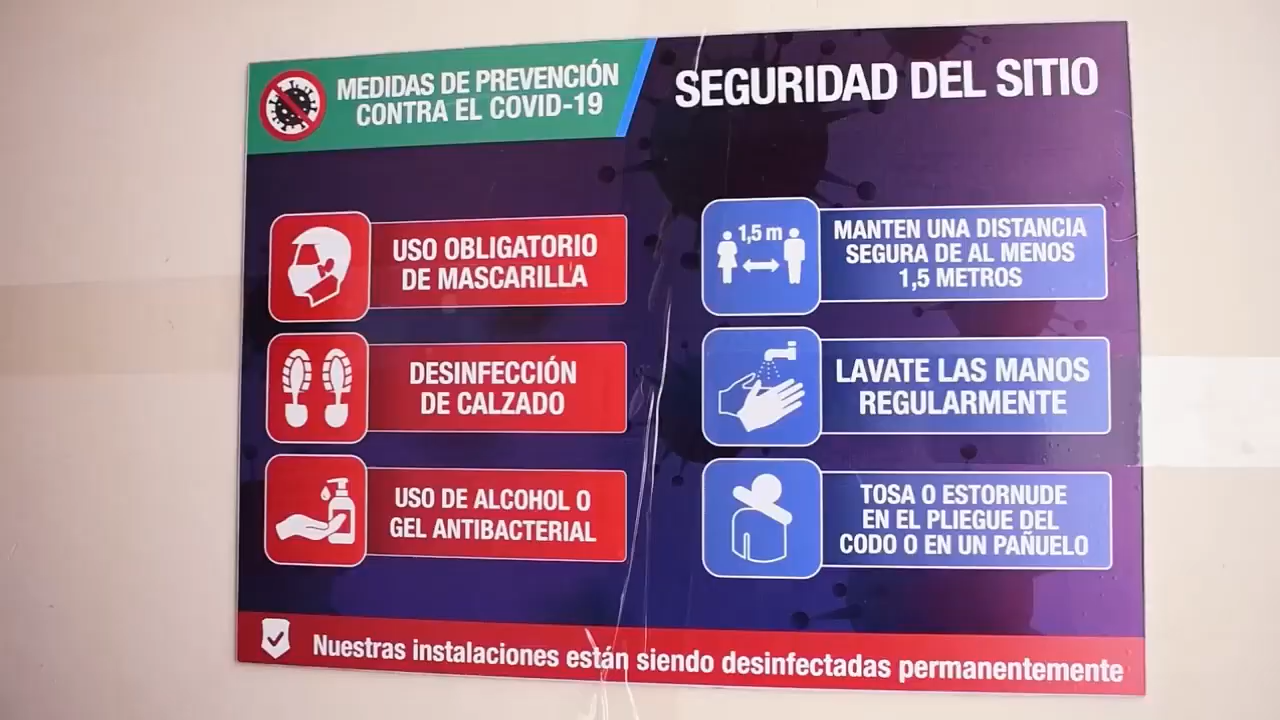 MEDIDAS DE PREVENCIÓN
CONTRA EL COVID-19
SEGURIDAD DEL SITIO
USO OBLIGATORIO
DE MASCARILLA
DESINFECCIÓN
DE CALZADO
USO DE ALCOHOL O
GEL ANTIBACTERIAL
1,5 m
MANTEN UNA DISTANCIA
SEGURA DE AL MENOS
1,5 METROS
LAVATE LAS MANOS
REGULARMENTE
TOSA O ESTORNUDE
EN EL PLIEGUE DEL
CODO O EN UN PAÑUELO
Nuestras instalaciones están siendo desinfectadas permanentemente